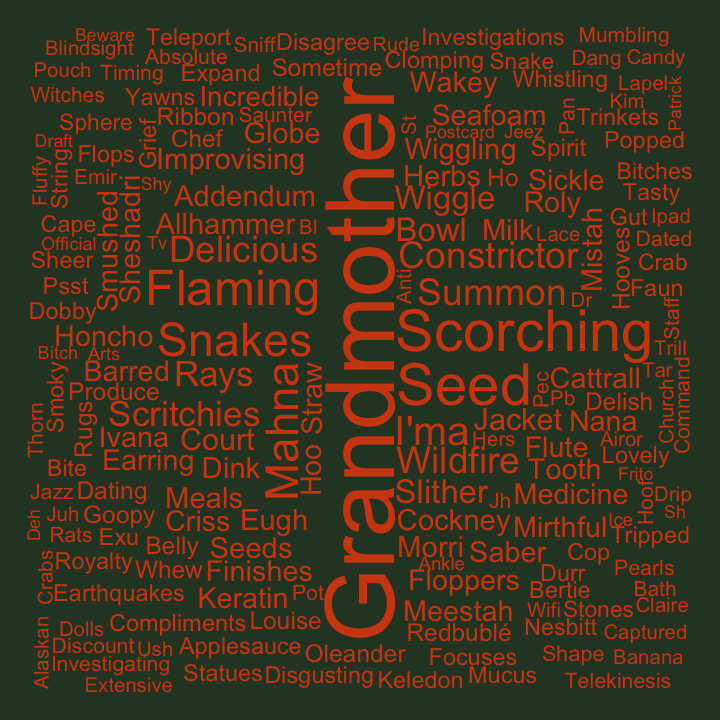 Beware
Teleport
Sniff
Disagree
Rude
Investigations
Mumbling
Blindsight
Absolute
Clomping
Snake
Dang
Candy
Pouch
Timing
Expand
Sometime
Wakey
Whistling
Lapel
Patrick
Witches
Yawns
Incredible
Kim
Sphere
Ribbon
Saunter
Seafoam
Pan
Trinkets
Draft
Grief
Chef
Globe
St
Postcard
Jeez
Popped
Fluffy
String
Flops
Improvising
Wiggling
Spirit
Emir
Shy
Herbs
Ho
Sickle
Bitches
Tasty
Smushed
Sheshadri
Addendum
Wiggle
Roly
Cape
Allhammer
Bl
Bowl
Milk
Lace
Mistah
Gut
Ipad
Official
Tv
Delicious
Constrictor
Hooves
Dated
Sheer
Crab
Psst
Flaming
Anti
Summon
Dr
Faun
Staff
Dobby
Grandmother
Honcho
Snakes
Scorching
Trill
Bitch
Arts
Barred
Rays
Seed
Pec
Cattrall
Tar
Smoky
Produce
Mahna
Straw
Pb
Delish
Church
Command
Thorn
Rugs
Scritchies
I'ma
Jacket
Nana
Ivana
Court
Hers
Flute
Airor
Lovely
Bite
Earring
Dink
Hoo
Wildfire
Tooth
Frito
Jazz
Dating
Meals
Slither
Jh
Medicine
Hoof
Drip
Deh
Juh
Goopy
Criss
Eugh
Cockney
Mirthful
Ice
Sh
Tripped
Rats
Exu
Belly
Seeds
Morri
Saber
Cop
Royalty
Whew
Finishes
Ankle
Floppers
Durr
Pearls
Crabs
Earthquakes
Keratin
Pot
Bertie
Bath
Meestah
Wifi
Stones
Claire
Dolls
Compliments
Louise
Redbublé
Nesbitt
Captured
Alaskan
Discount
Ush
Applesauce
Oleander
Focuses
Shape
Banana
Investigating
Statues
Disgusting
Keledon
Mucus
Telekinesis
Extensive